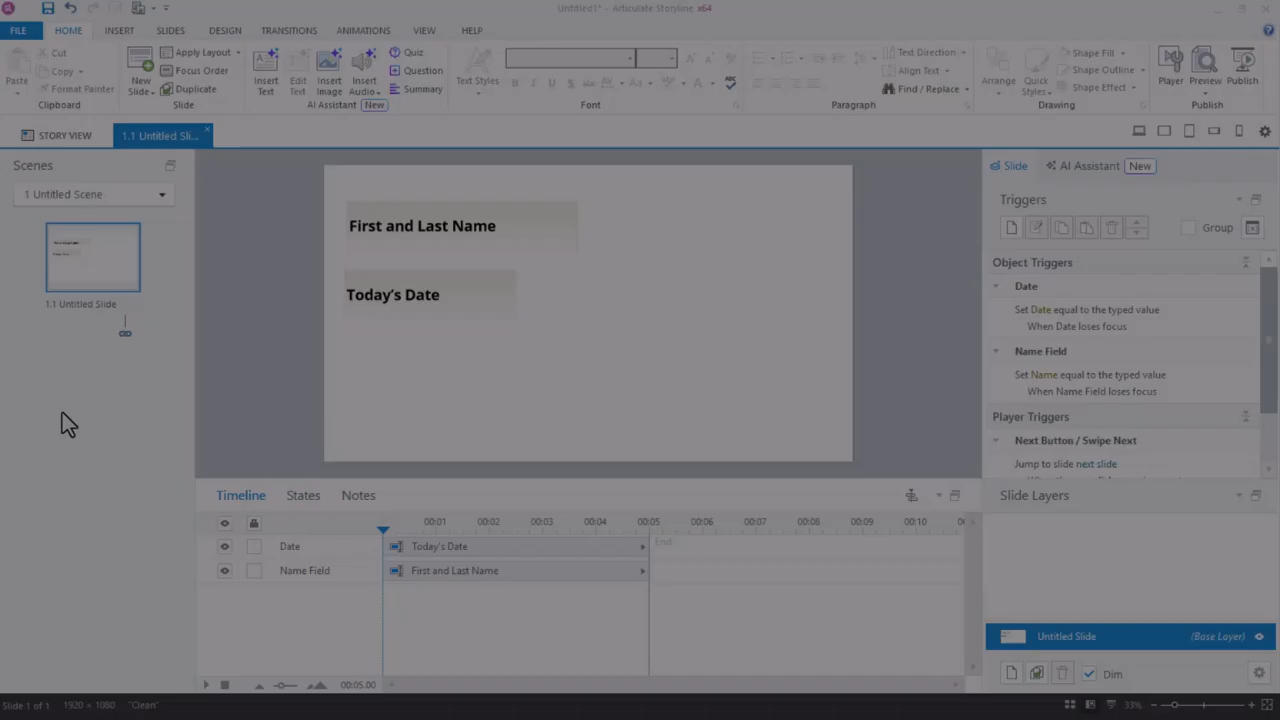 Untitled1* - Articulate Storyline x64
FILE HOME INSERT SLIDES DESIGN TRANSITIONS ANIMATIONS VIEW HELP
Paste Cut Copy Format Painter Clipboard
New Slide Apply Layout Focus Order Duplicate Slide
Insert Text Edit Text Insert Image Insert Audio Quiz Question Summary AI Assistant New
Text Styles Font
Text Direction Align Text Find / Replace Paragraph
Arrange Quick Styles Shape Fill Shape Outline Shape Effect Drawing
Player Preview Publish Publish
STORY VIEW 1.1 Untitled Sli...
Scenes
1 Untitled Scene
1.1 Untitled Slide
First and Last Name
Today's Date
Slide AI Assistant New
Triggers
Group
Object Triggers
Date
Set Date equal to the typed value
When Date loses focus
Name Field
Set Name equal to the typed value
When Name Field loses focus
Player Triggers
Next Button / Swipe Next
Jump to slide next slide
Timeline States Notes
00:01 00:02 00:03 00:04 00:05 00:06 00:07 00:08 00:09 00:10
Date Today's Date End
Name Field First and Last Name
00:05.00
Slide Layers
Untitled Slide (Base Layer)
Dim
Slide 1 of 1 1920 × 1080 "Clean" 33%